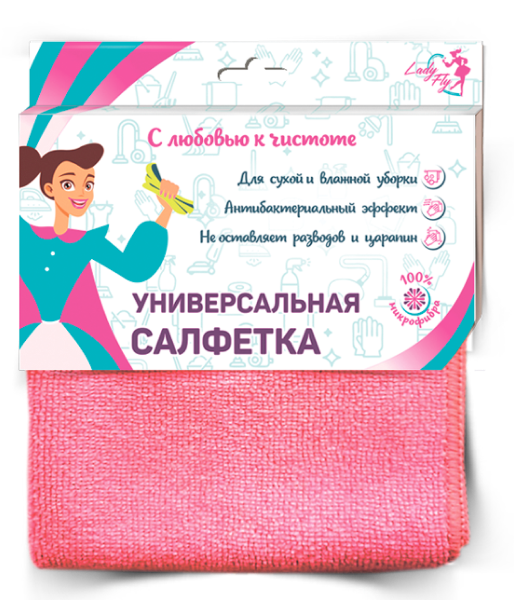 Lady Fly
С любовью к чистоте
Для сухой и влажной уборки
Антибактериальный эффект
Не оставляет разводов и царапин
100%
микрофибра
УНИВЕРСАЛЬНАЯ
САЛФЕТКА